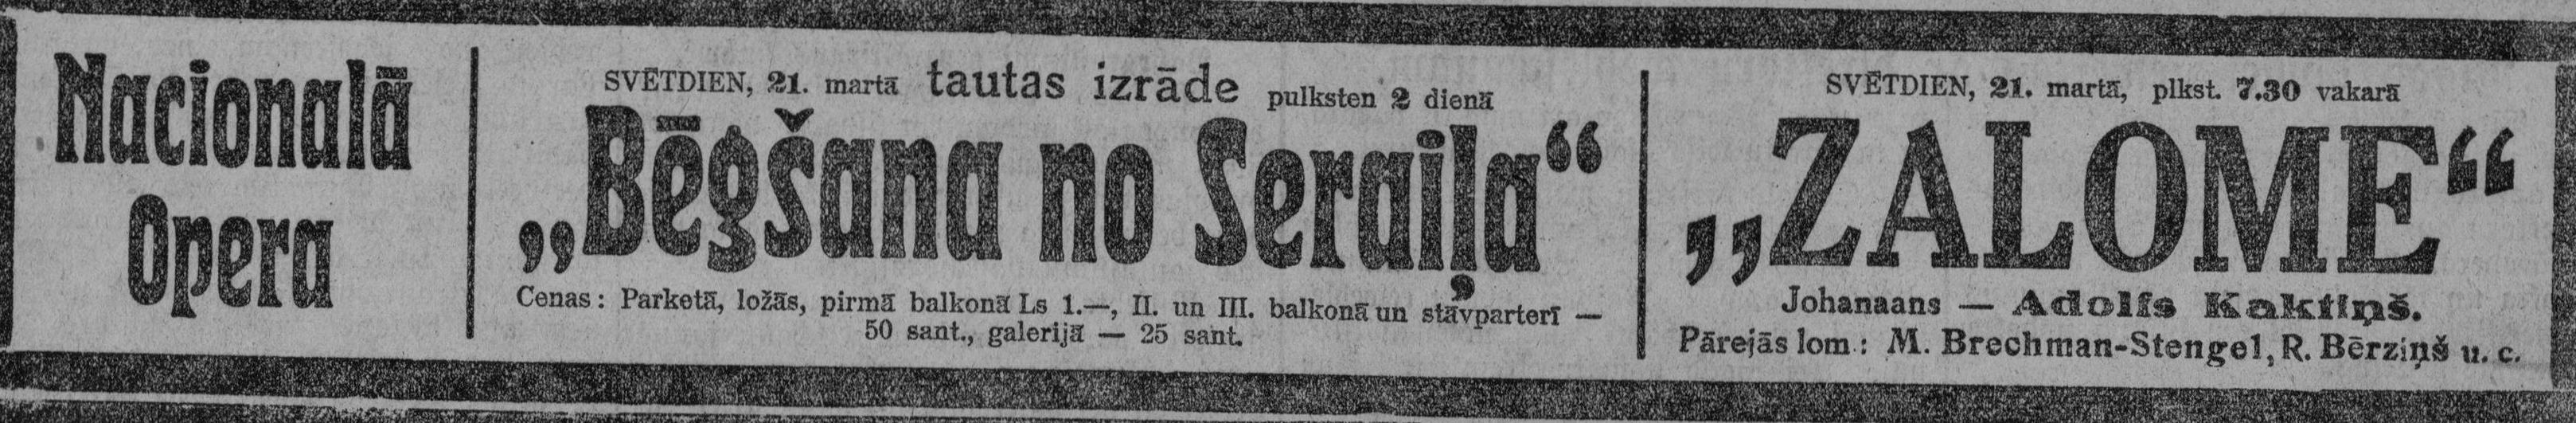 Nacionalā
Opera
SVĒTDIEN, 21. martā tautas izrāde pulksten 2 dienā
„Bēgšana no Seraiļa“
Cenas: Parketā, ložās, pirmā balkonā Ls 1.—, II. un III. balkonā un stāvparterī —
50 sant., galerijā — 25 sant.
SVĒTDIEN, 21. martā, plkst. 7.30 vakarā
„ZALOME“
Johanaans — Adolfs Kaktiņš.
Pārejās lom.: M. Brechman-Stengel, R. Bērziņš u. c.